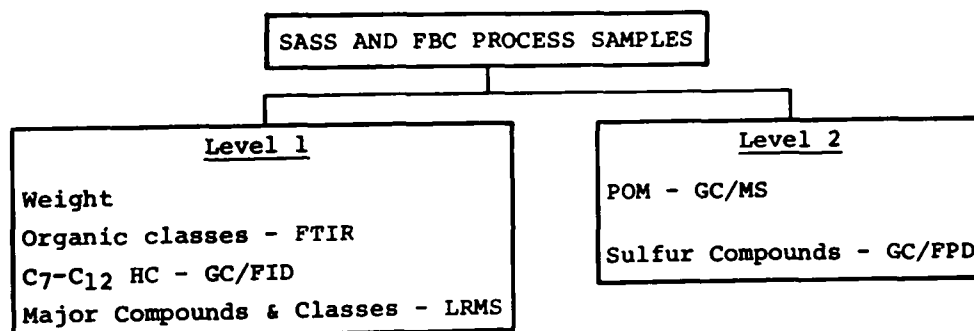 SASS AND FBC PROCESS SAMPLES
Level 1
Weight
Organic classes - FTIR
C7-C12 HC - GC/FID
Major Compounds & Classes - LRMS
Level 2
POM - GC/MS
Sulfur Compounds - GC/FPD